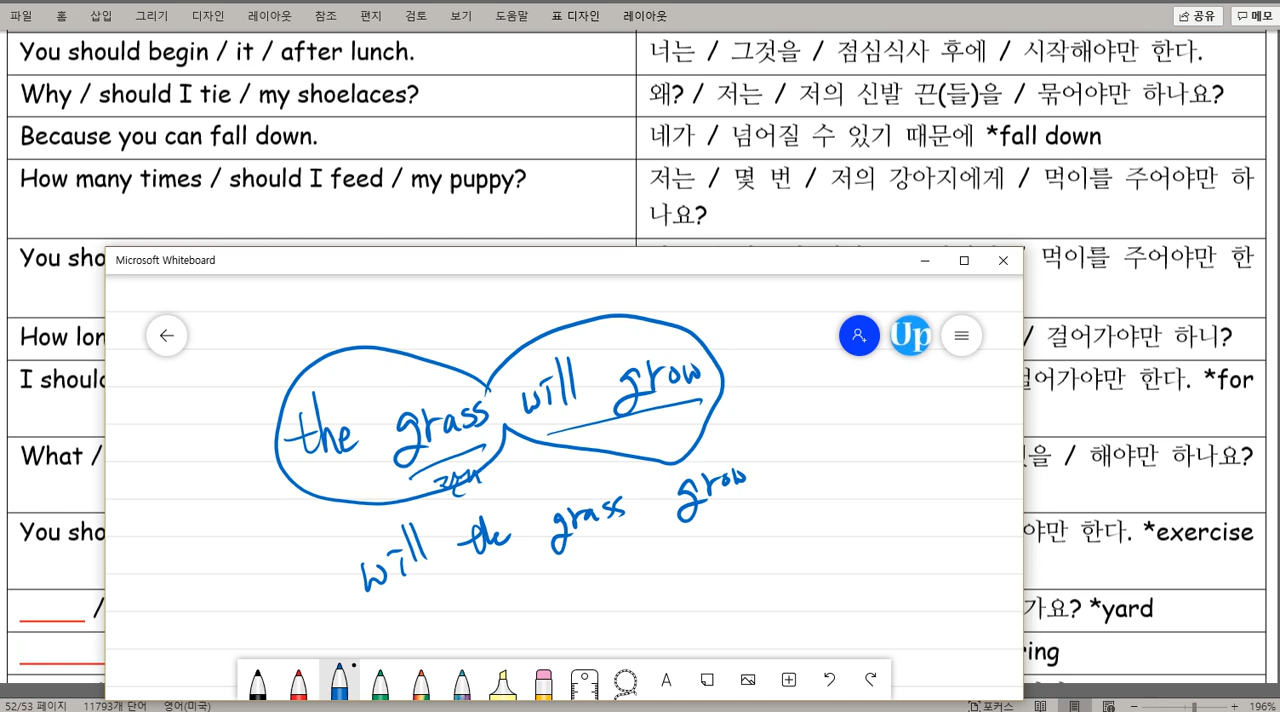 파일 홈 삽입 그리기 디자인 레이아웃 참조 편지 검토 보기 도움말 표 디자인 레이아웃 공유 메모
You should begin / it / after lunch. 너는 / 그것을 / 점심식사 후에 / 시작해야만 한다.
Why / should I tie / my shoelaces? 왜? / 저는 / 저의 신발 끈(들)을 / 묶어야만 하나요?
Because you can fall down. 네가 / 넘어질 수 있기 때문에 *fall down
How many times / should I feed / my puppy? 저는 / 몇 번 / 저의 강아지에게 / 먹이를 주어야만 하
나요?
You sho 먹이를 주어야만 한
Microsoft Whiteboard
How lon / 걸어가야만 하니?
Up
I shoul 걸어가야만 한다. *for
the grass will grow
What / 을 / 해야만 하나요?
will the grass grow
You sho 야만 한다. *exercise
/ 가요? *yard
ring
A
52/53 페이지 11793개 단어 영어(미국) 포커스 196%